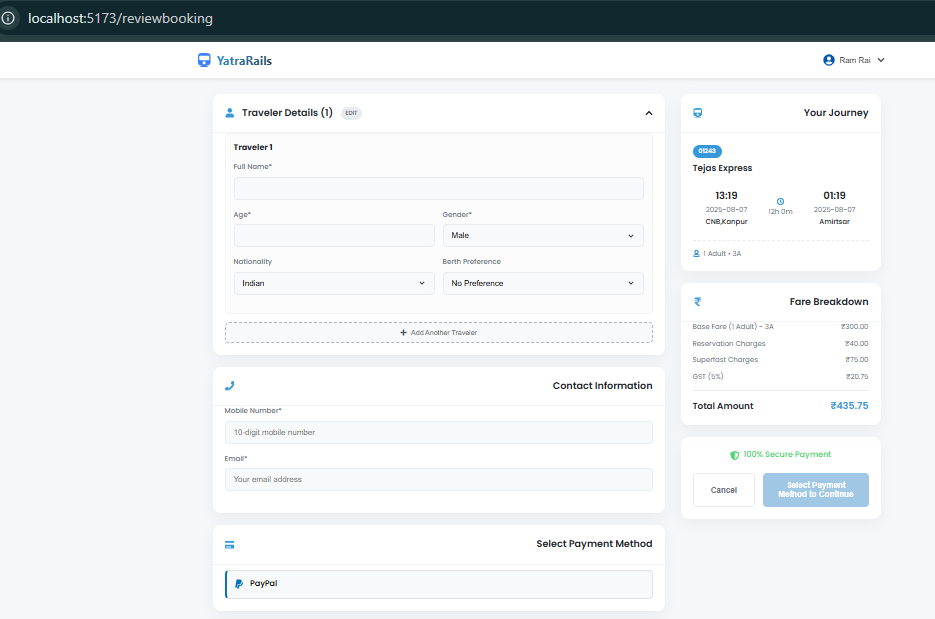 localhost:5173/reviewbooking
YatraRails
Ram Rai
Traveler Details (1) EDIT
Traveler 1
Full Name*
Age*
Gender*
Male
Nationality
Berth Preference
Indian
No Preference
+ Add Another Traveler
Contact Information
Mobile Number*
10-digit mobile number
Email*
Your email address
Select Payment Method
PayPal
Your Journey
01243
Tejas Express
13:19
2025-08-07
CNB,Kanpur
12h 0m
01:19
2025-08-07
Amirtsar
1 Adult • 3A
₹
Fare Breakdown
Base Fare (1 Adult) - 3A ₹300.00
Reservation Charges ₹40.00
Superfast Charges ₹75.00
GST (5%) ₹20.75
Total Amount ₹435.75
100% Secure Payment
Cancel
Select Payment
Method to Continue